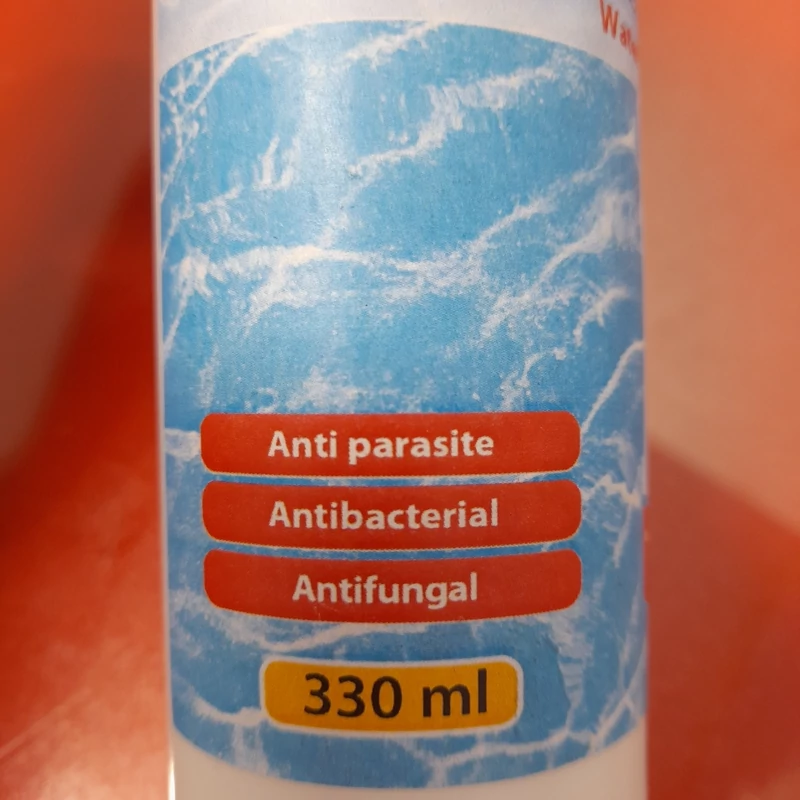 Anti parasite
Antibacterial
Antifungal
330 ml